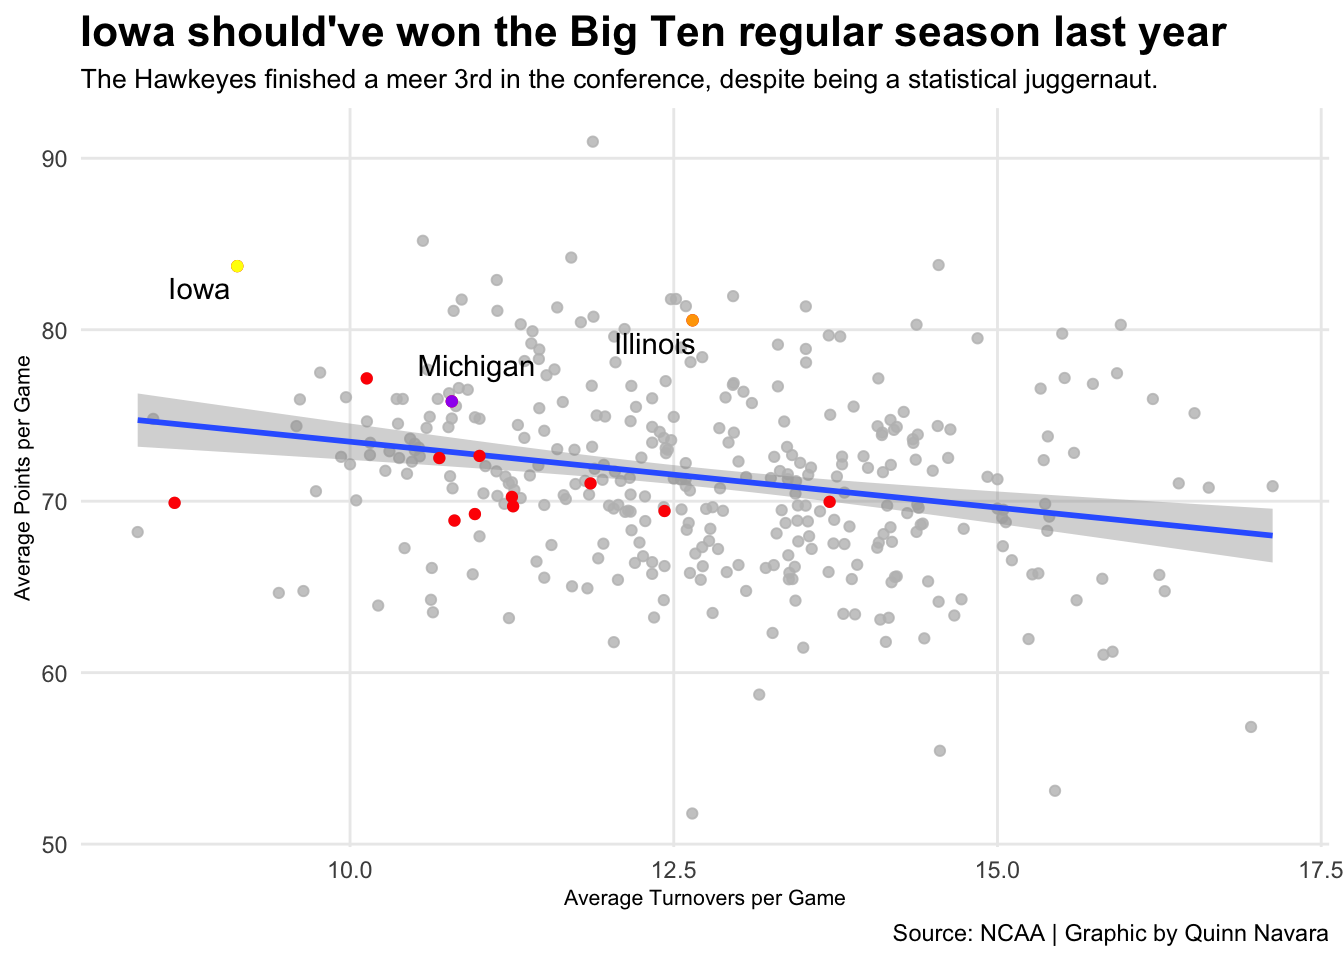 Iowa should've won the Big Ten regular season last year
The Hawkeyes finished a meer 3rd in the conference, despite being a statistical juggernaut.
90
80
70
60
50
Average Points per Game
Iowa
Illinois
Michigan
10.0
12.5
15.0
17.5
Average Turnovers per Game
Source: NCAA | Graphic by Quinn Navara